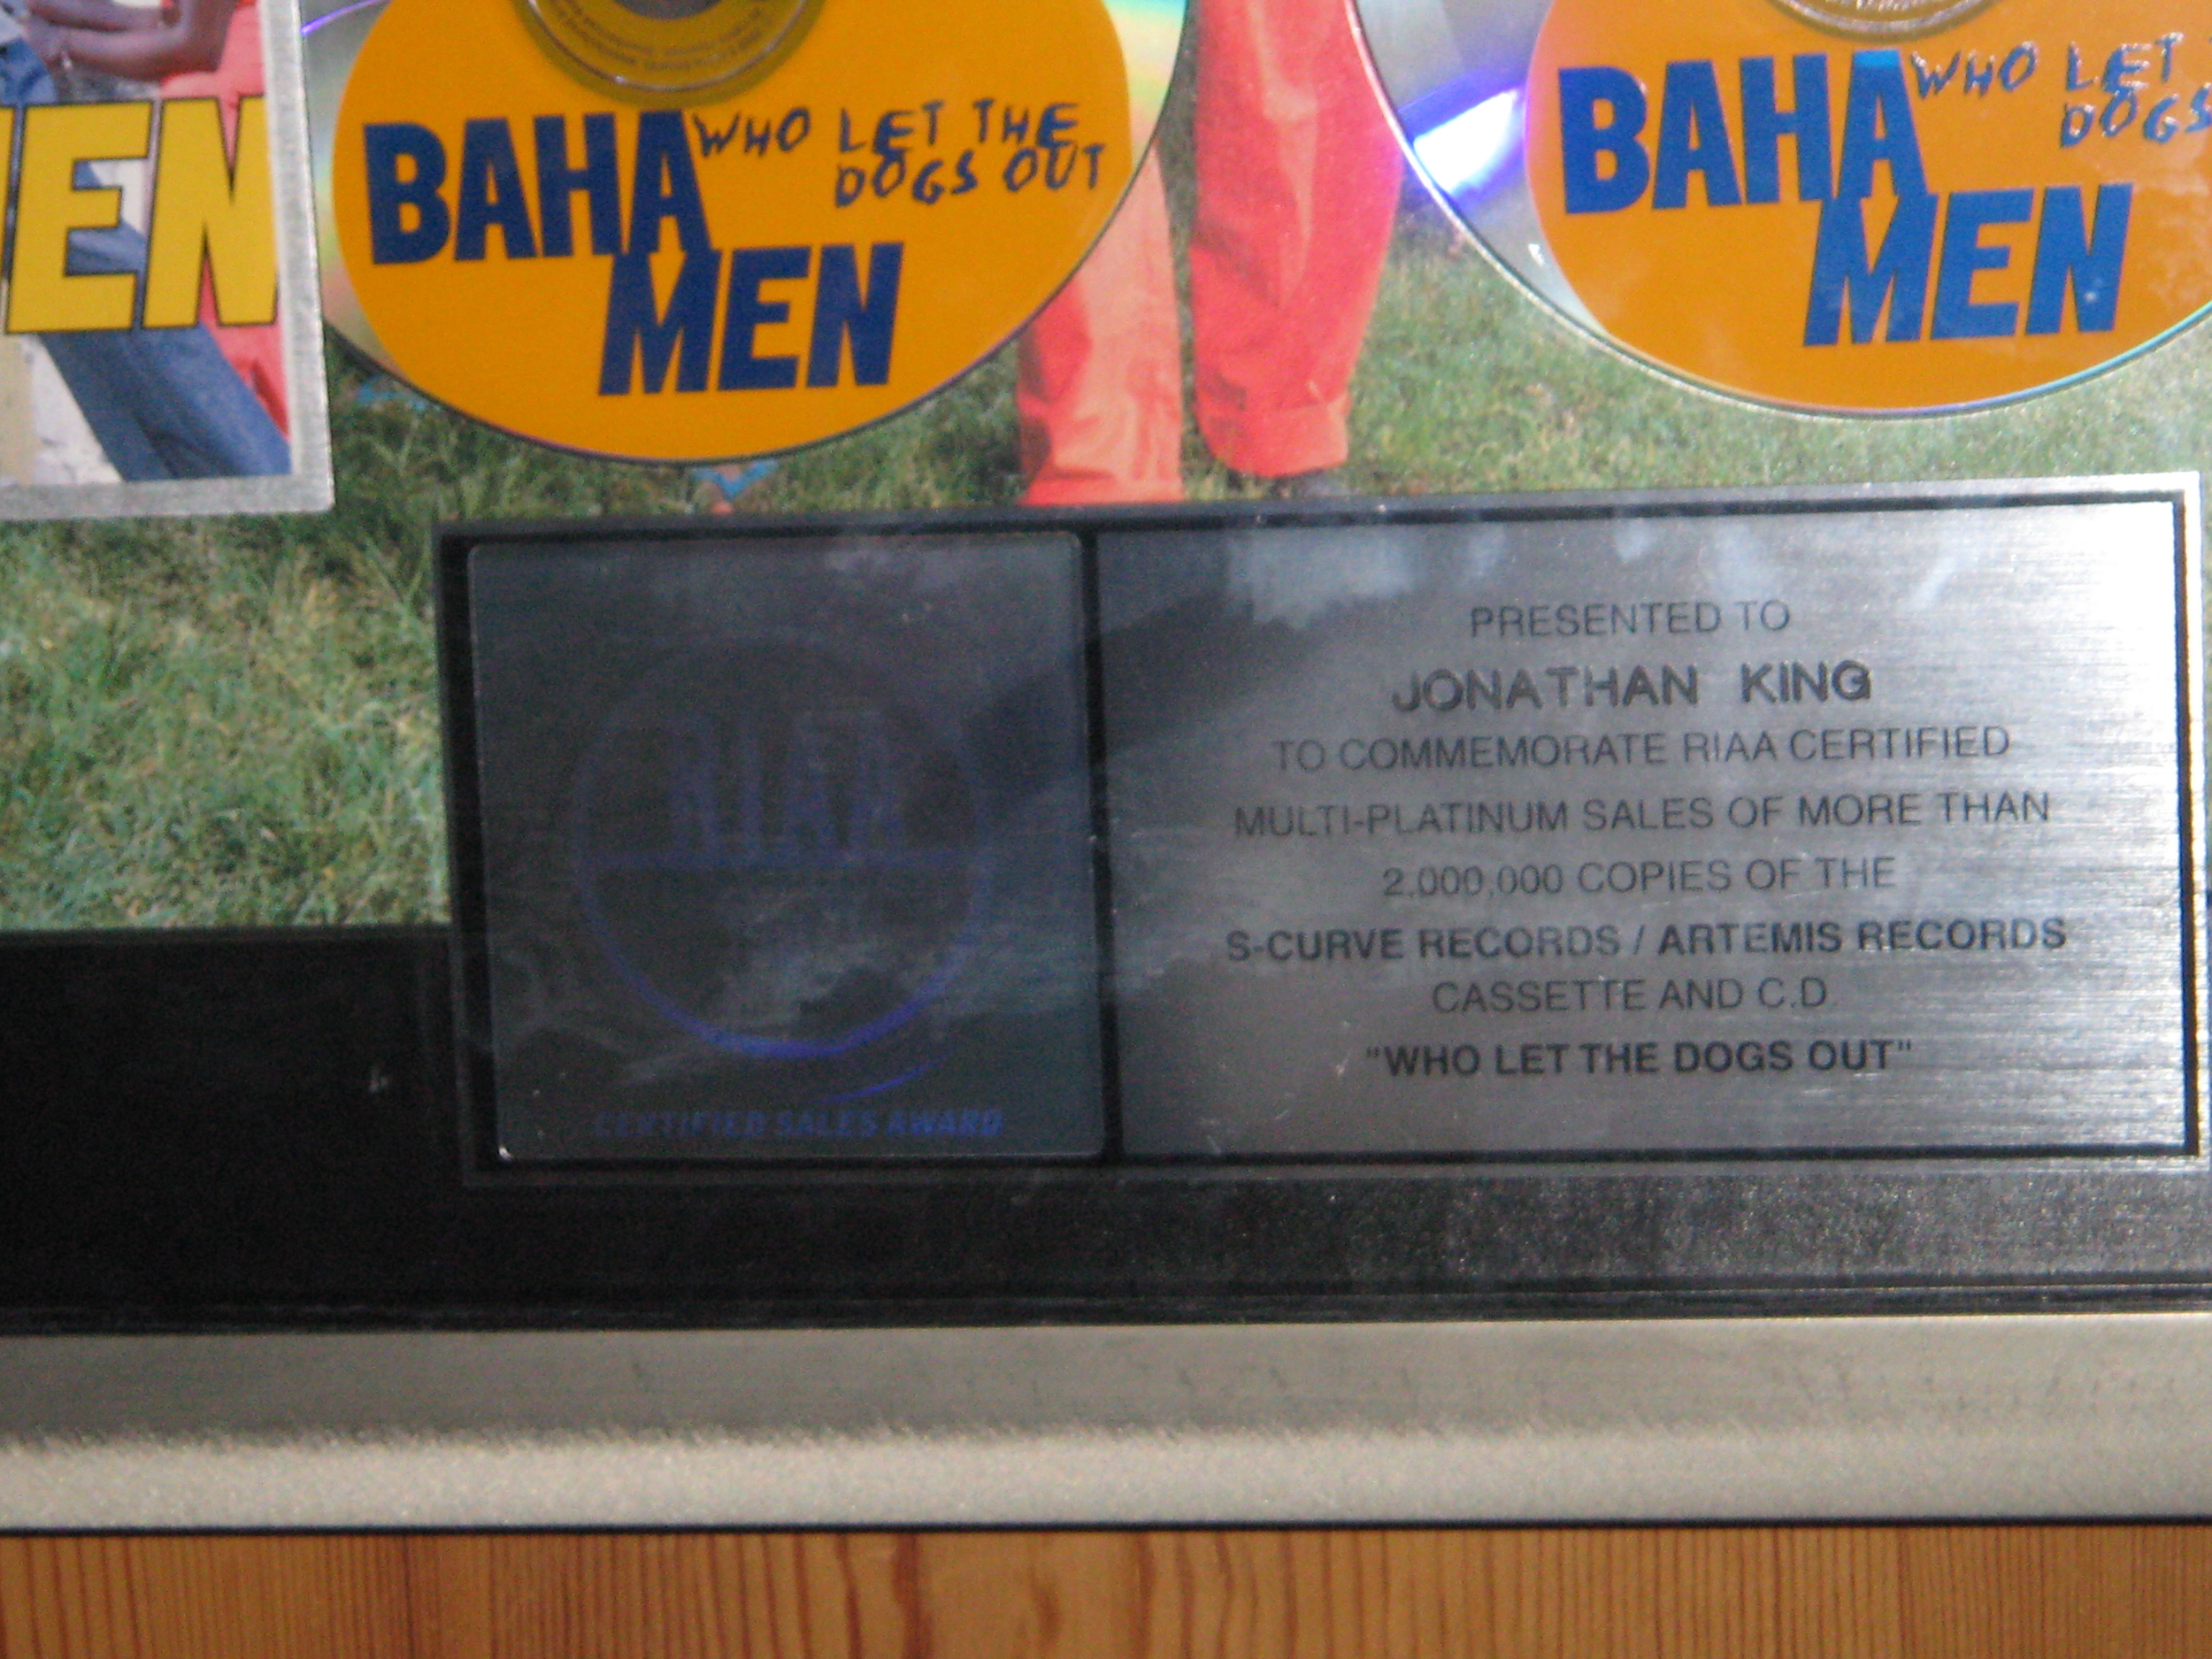 EN
BAHA
MEN
WHO LET THE
DOGS OUT
BAHA
MEN
WHO LET
DOGS
RIAA
CERTIFIED SALES AWARD
PRESENTED TO
JONATHAN KING
TO COMMEMORATE RIAA CERTIFIED
MULTI-PLATINUM SALES OF MORE THAN
2,000,000 COPIES OF THE
S-CURVE RECORDS / ARTEMIS RECORDS
CASSETTE AND C.D.
"WHO LET THE DOGS OUT"